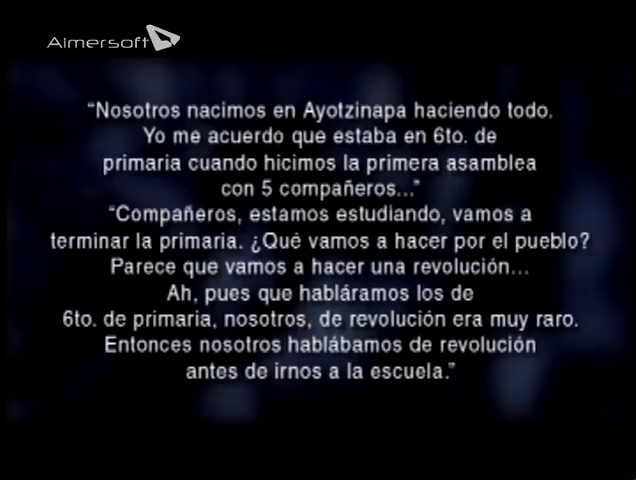 Aimersoft
“Nosotros nacimos en Ayotzinapa haciendo todo.
Yo me acuerdo que estaba en 6to. de
primaria cuando hicimos la primera asamblea
con 5 compañeros...”
“Compañeros, estamos estudiando, vamos a
terminar la primaria. ¿Qué vamos a hacer por el pueblo?
Parece que vamos a hacer una revolución...
Ah, pues que habláramos los de
6to. de primaria, nosotros, de revolución era muy raro.
Entonces nosotros hablábamos de revolución
antes de irnos a la escuela.”